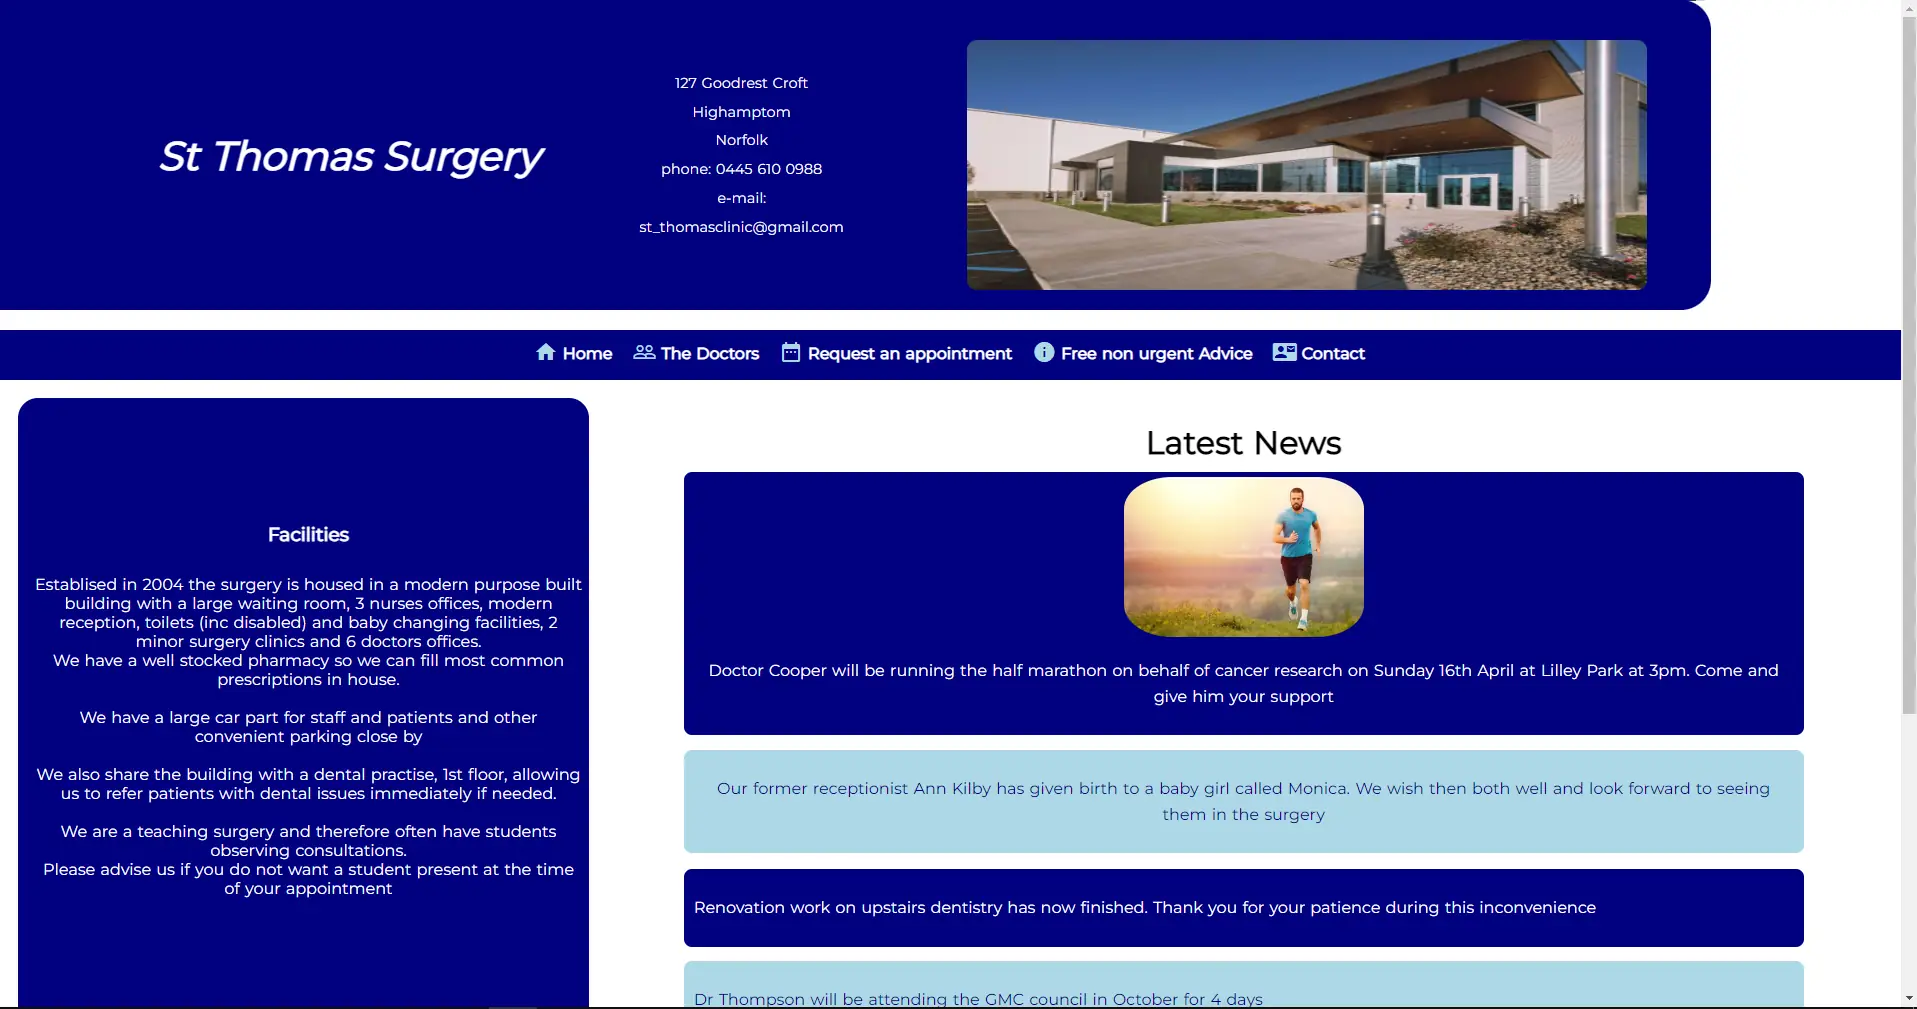 St Thomas Surgery
127 Goodrest Croft
Highamptom
Norfolk
phone: 0445 610 0988
e-mail:
st_thomasclinic@gmail.com
Home
The Doctors
Request an appointment
Free non urgent Advice
Contact
Facilities
Establised in 2004 the surgery is housed in a modern purpose built
building with a large waiting room, 3 nurses offices, modern
reception, toilets (inc disabled) and baby changing facilities, 2
minor surgery clinics and 6 doctors offices.
We have a well stocked pharmacy so we can fill most common
prescriptions in house.
We have a large car part for staff and patients and other
convenient parking close by
We also share the building with a dental practise, 1st floor, allowing
us to refer patients with dental issues immediately if needed.
We are a teaching surgery and therefore often have students
observing consultations.
Please advise us if you do not want a student present at the time
of your appointment
Latest News
Doctor Cooper will be running the half marathon on behalf of cancer research on Sunday 16th April at Lilley Park at 3pm. Come and
give him your support
Our former receptionist Ann Kilby has given birth to a baby girl called Monica. We wish then both well and look forward to seeing
them in the surgery
Renovation work on upstairs dentistry has now finished. Thank you for your patience during this inconvenience
Dr Thompson will be attending the GMC council in October for 4 days